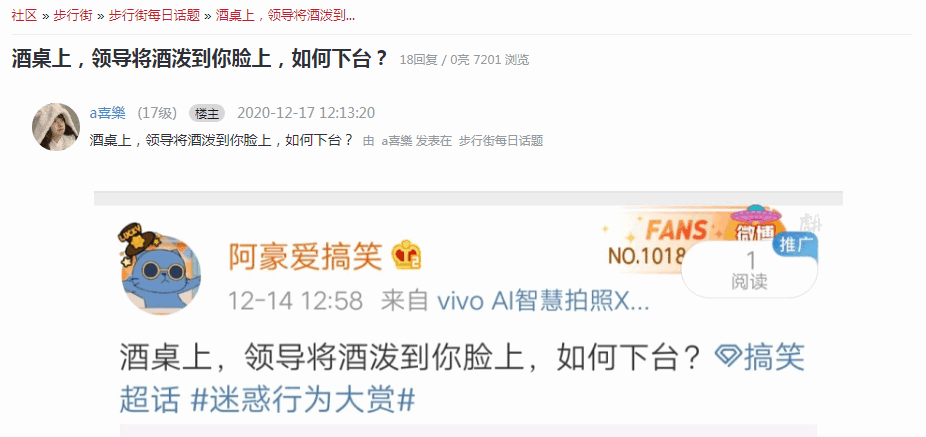 社区 » 步行街 » 步行街每日话题 » 酒桌上，领导将酒泼到...
酒桌上，领导将酒泼到你脸上，如何下台？ 18回复 / 0亮 7201 浏览
a喜樂 (17级) 楼主 2020-12-17 12:13:20
酒桌上，领导将酒泼到你脸上，如何下台？ 由 a喜樂 发表在 步行街每日话题
LUCKY
阿豪爱搞笑
FANS 微博
NO.1018
推广
1
阅读
12-14 12:58 来自 vivo AI智慧拍照X...
酒桌上，领导将酒泼到你脸上，如何下台？搞笑
超话 #迷惑行为大赏#